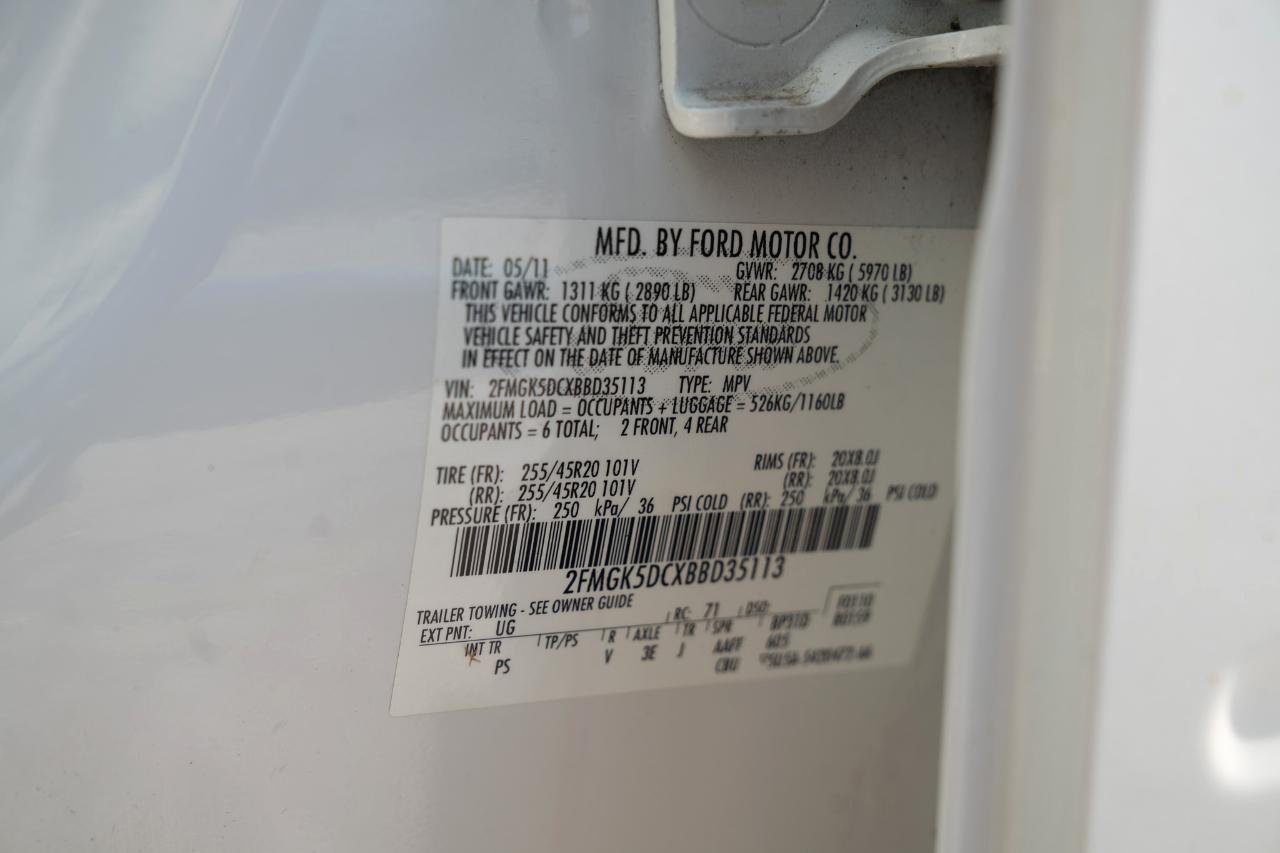 MFD. BY FORD MOTOR CO.
DATE: 05/11 GVWR: 2708 KG ( 5970 LB)
FRONT GAWR: 1311 KG ( 2890 LB) REAR GAWR: 1420 KG ( 3130 LB)
THIS VEHICLE CONFORMS TO ALL APPLICABLE FEDERAL MOTOR
VEHICLE SAFETY AND THEFT PREVENTION STANDARDS
IN EFFECT ON THE DATE OF MANUFACTURE SHOWN ABOVE.
VIN: 2FMGK5DCXBBD35113 TYPE: MPV
MAXIMUM LOAD = OCCUPANTS + LUGGAGE = 526KG/1160LB
OCCUPANTS = 6 TOTAL; 2 FRONT, 4 REAR
TIRE (FR): 255/45R20 101V RIMS (FR): 20X8.0J
(RR): 255/45R20 101V (RR): 20X8.0J
PRESSURE (FR): 250 kPa/ 36 PSI COLD (RR): 250 kPa/ 36 PSI COLD
2FMGK5DCXBBD35113
TRAILER TOWING - SEE OWNER GUIDE
EXT PNT: UG RC: 71 DSO:
INT TR TP/PS R AXLE TR SPR
PS V 3E J AAFF
CBU